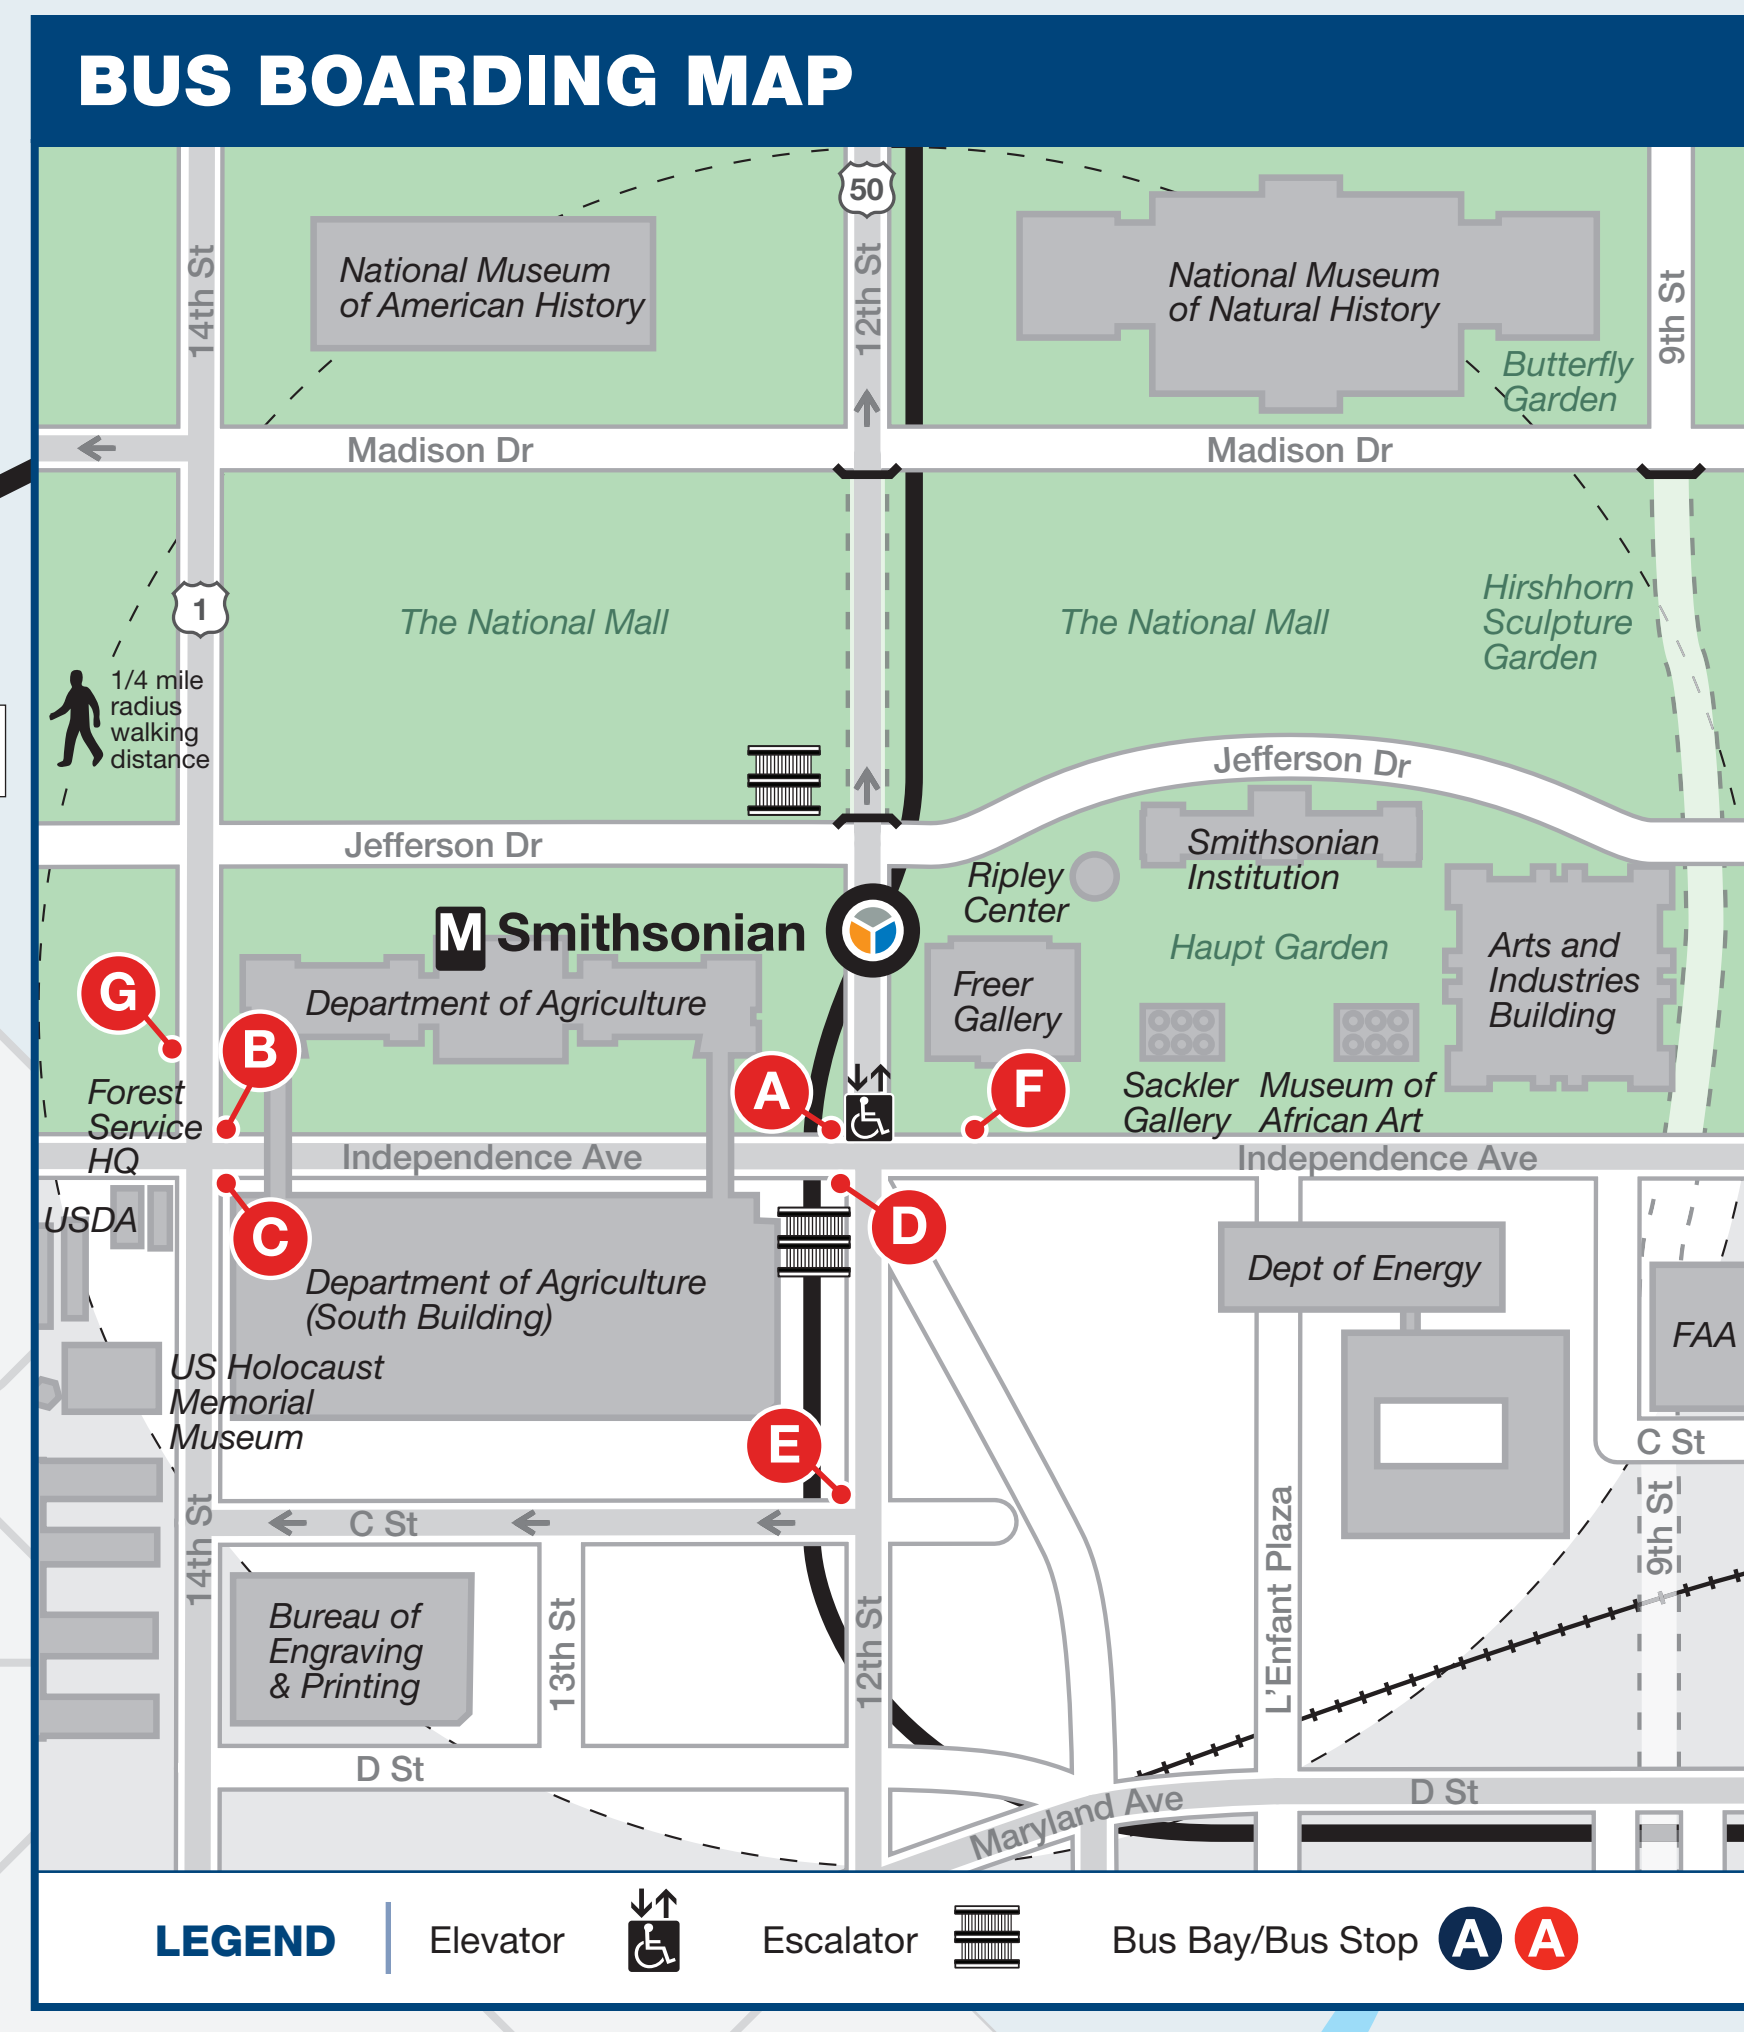 BUS BOARDING MAP
50
14th St
12th St
9th St
National Museum
of American History
National Museum
of Natural History
Butterfly
Garden
Madison Dr
Madison Dr
1
The National Mall
The National Mall
Hirshhorn
Sculpture
Garden
1/4 mile
radius
walking
distance
Jefferson Dr
Jefferson Dr
Smithsonian
Institution
Ripley
Center
M Smithsonian
Haupt Garden
Arts and
Industries
Building
G
Department of Agriculture
Freer
Gallery
B
A
F
Forest
Service
HQ
Sackler
Gallery
Museum of
African Art
Independence Ave
Independence Ave
USDA
C
D
Department of Agriculture
(South Building)
Dept of Energy
FAA
US Holocaust
Memorial
Museum
E
C St
C St
14th St
9th St
L'Enfant Plaza
13th St
12th St
Bureau of
Engraving
& Printing
D St
D St
Maryland Ave
LEGEND
Elevator
Escalator
Bus Bay/Bus Stop A A